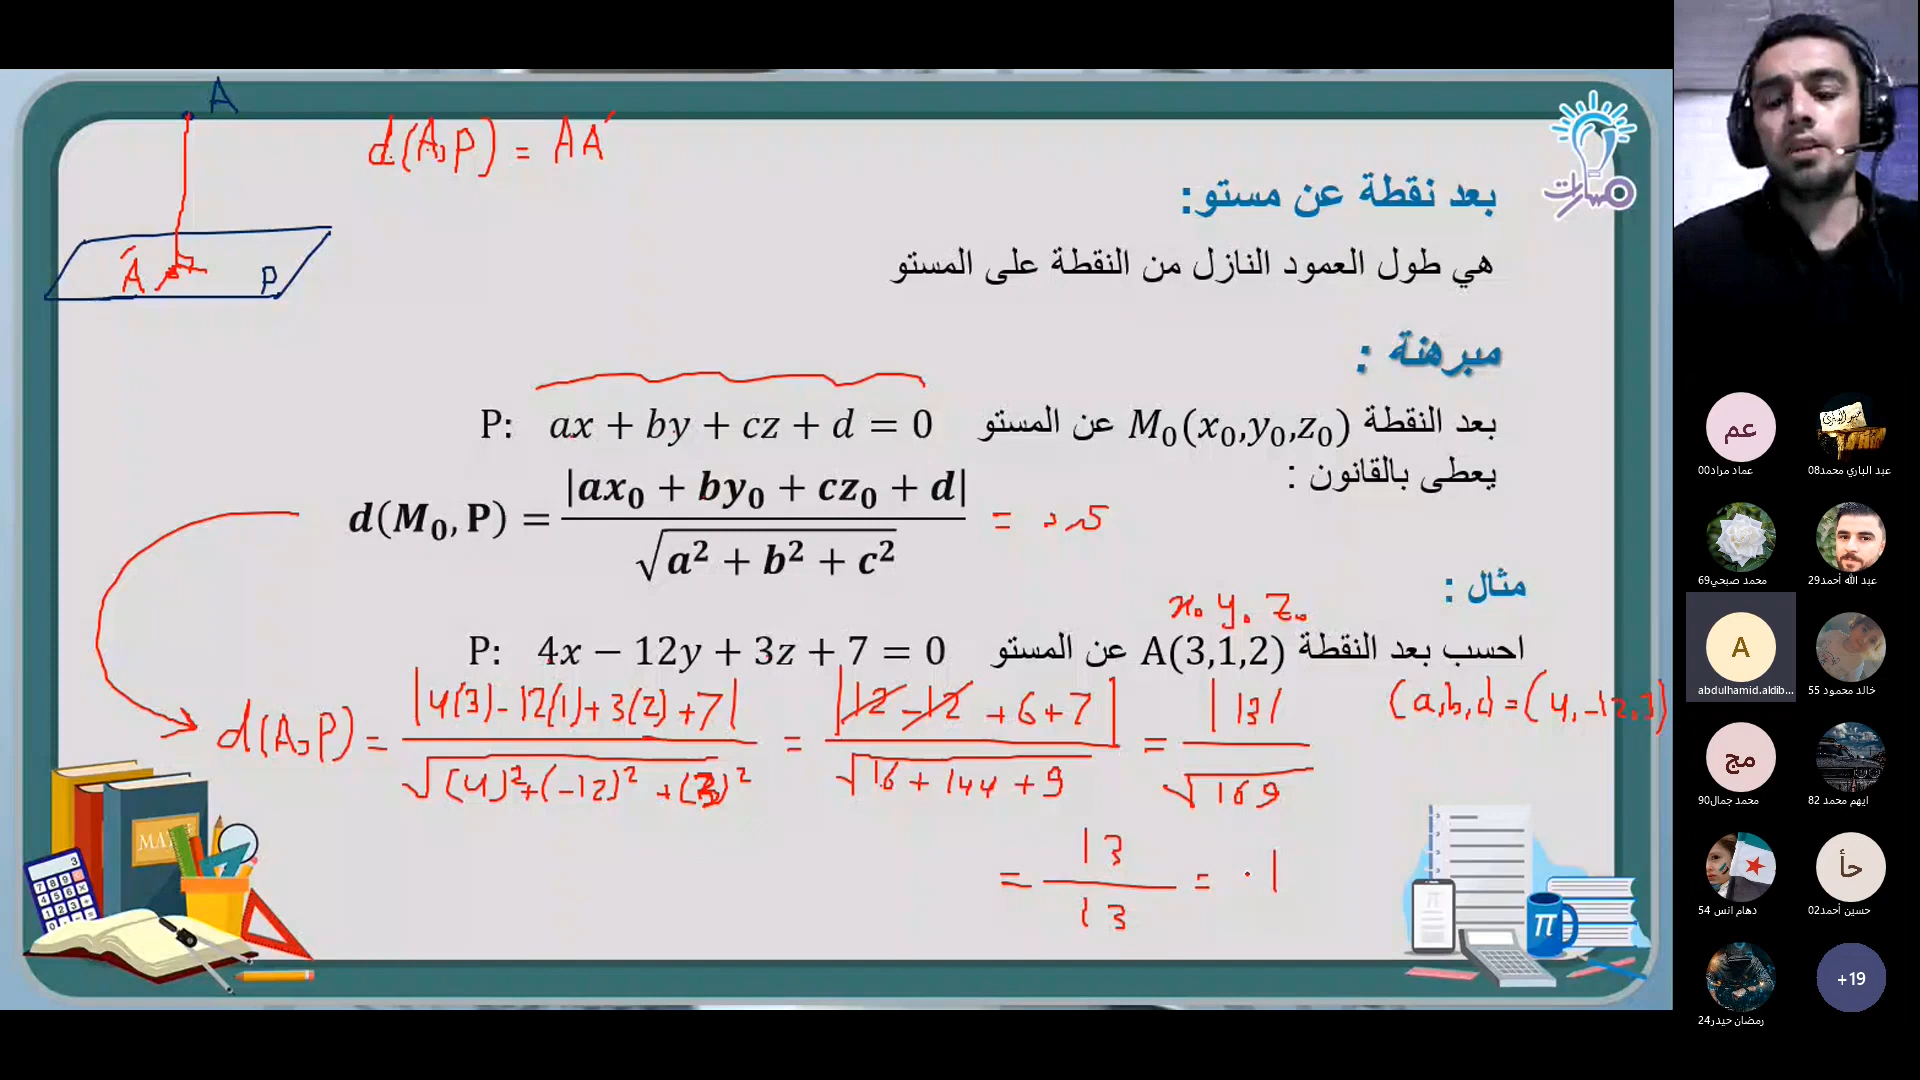 A
d(A,P) = AA′
A′
P
مسارات
بعد نقطة عن مستو:
هي طول العمود النازل من النقطة على المستو
مبرهنة :
بعد النقطة M₀(x₀,y₀,z₀) عن المستو P: ax + by + cz + d = 0
يعطى بالقانون :
d(M₀, P) = |ax₀ + by₀ + cz₀ + d| / √(a² + b² + c²)
مثال :
x₀ y₀ z₀
احسب بعد النقطة A(3,1,2) عن المستو P: 4x − 12y + 3z + 7 = 0
(a,b,c) = (4,-12,3)
d(A,P) = |4(3) - 12(1) + 3(2) + 7| / √((4)² + (-12)² + (3)²) = |12 - 12 + 6 + 7| / √(16 + 144 + 9) = |13| / √169
= 13 / 13 = 1
MATH
π
عم
عماد مراد00
عبد الباري محمد08
محمد صبحي69
عبد الله أحمد29
A
abdulhamid.aldib...
خالد محمود 55
مج
محمد جمال90
ايهم محمد 82
دهام انس 54
حأ
حسين أحمد02
رمضان حيدر24
+19